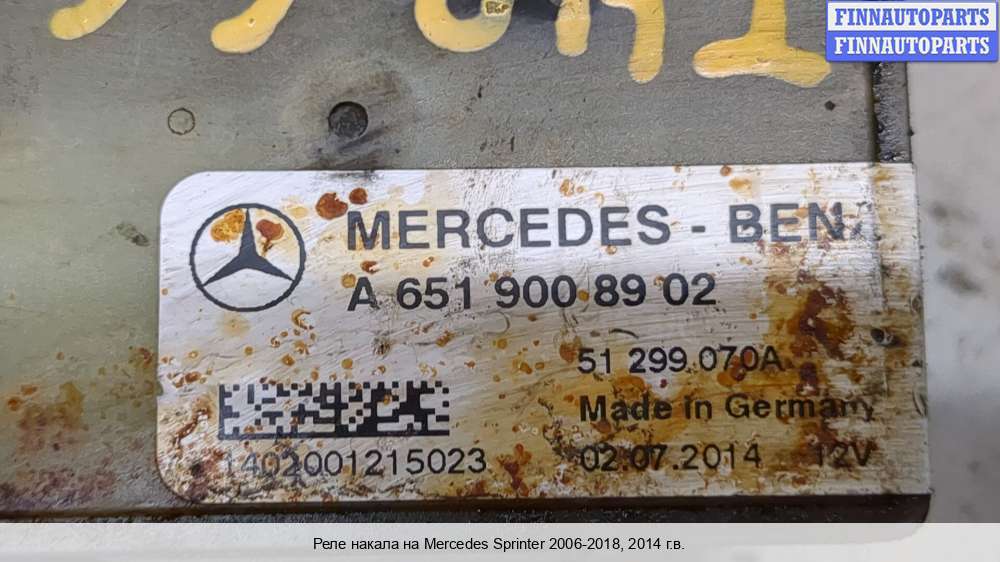 FINNAUTOPARTS
FINNAUTOPARTS
MERCEDES - BENZ
A 651 900 89 02
51 299.070A
Made in Germany
1402001215023
02.07.2014 12V
Реле накала на Mercedes Sprinter 2006-2018, 2014 г.в.